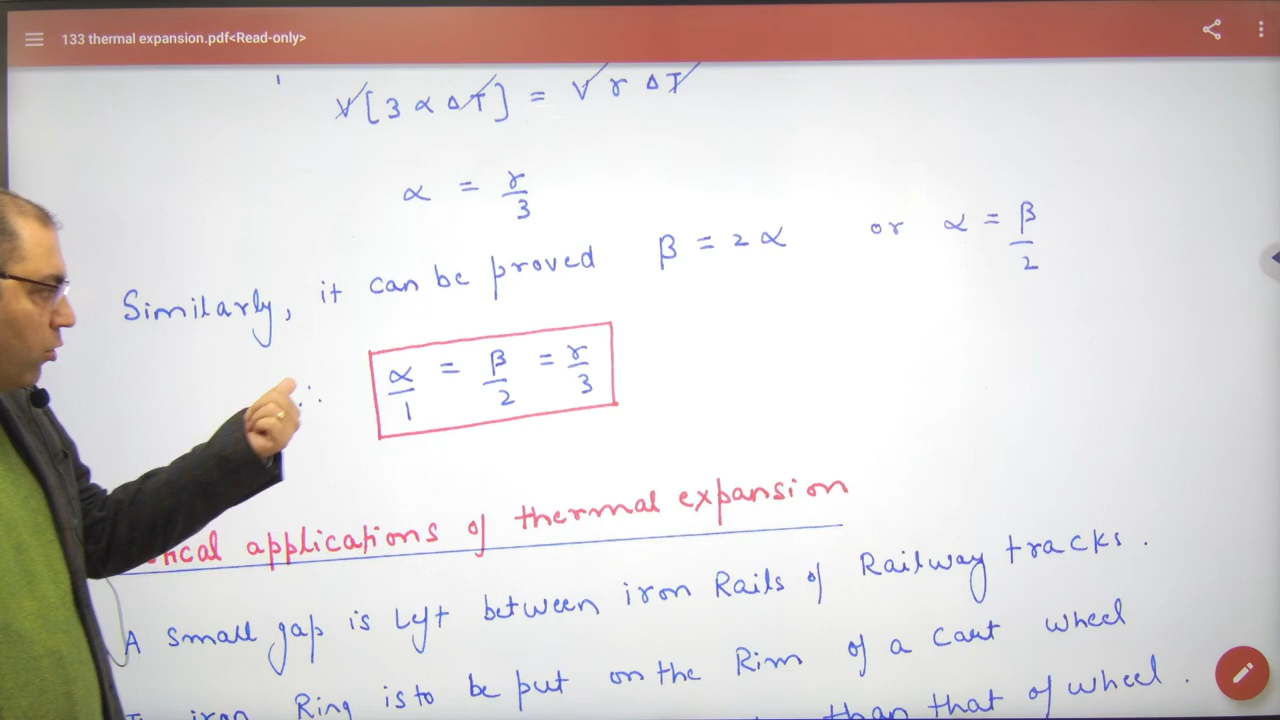 133 thermal expansion.pdf<Read-only>
V[3 α ΔT] = V γ ΔT
α = γ/3
Similarly, it can be proved β = 2α or α = β/2
∴ α/1 = β/2 = γ/3
applications of thermal expansion
A small gap is left between iron Rails of Railway tracks.
iron Ring is to be put on the Rim of a cart wheel
than that of wheel.